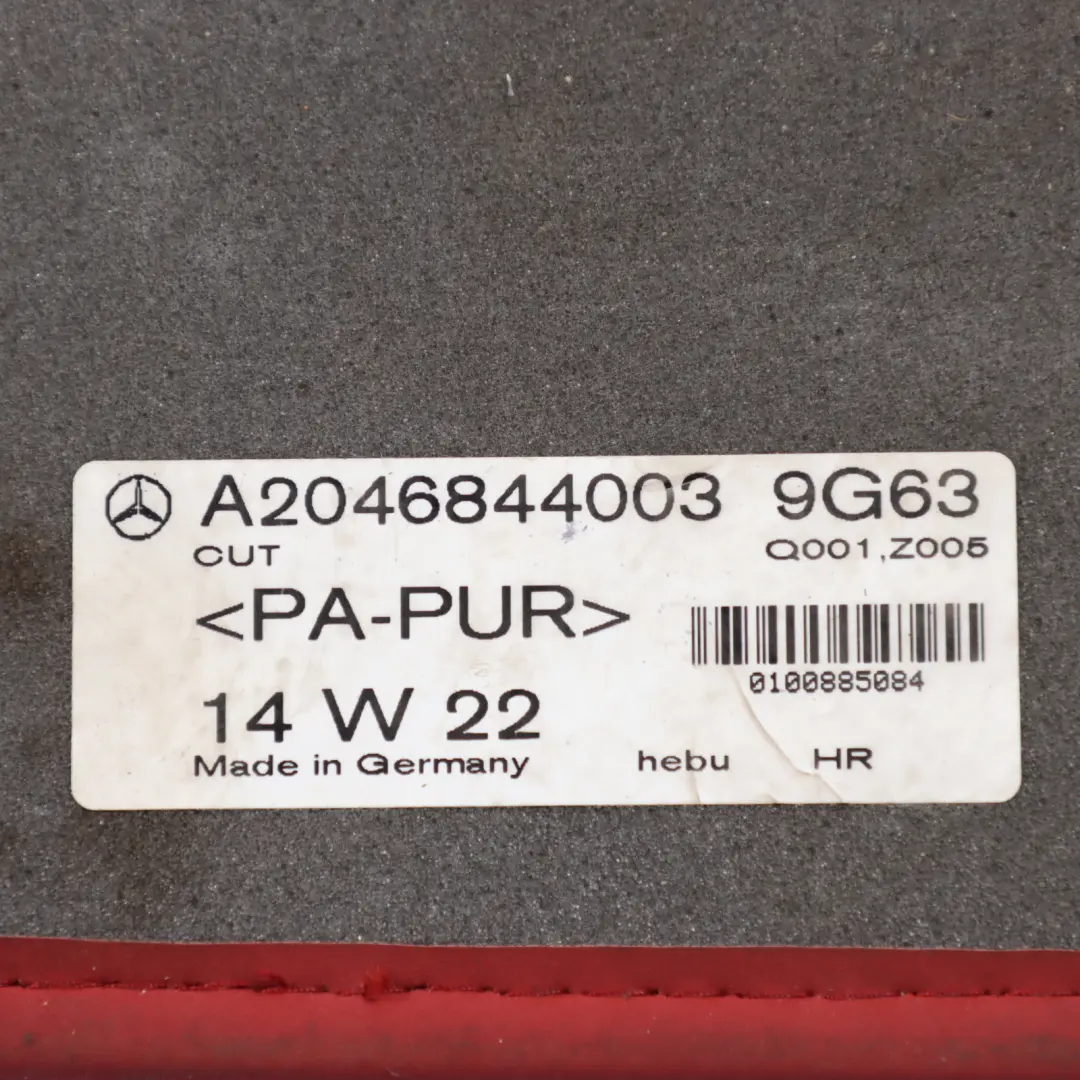 A2046844003 9G63
CUT Q001,Z005
<PA-PUR>
0100885084
14 W 22
Made in Germany hebu HR